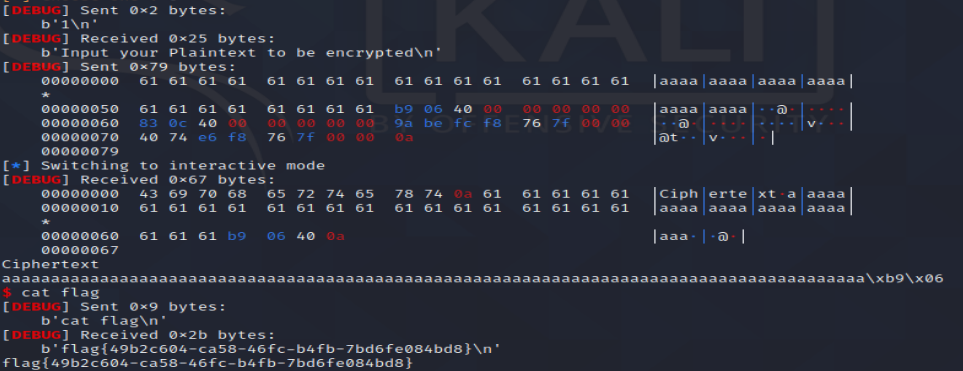 [DEBUG] Sent 0×2 bytes:
b'1\n'
[DEBUG] Received 0×25 bytes:
b'Input your Plaintext to be encrypted\n'
[DEBUG] Sent 0×79 bytes:
00000000 61 61 61 61 61 61 61 61 61 61 61 61 61 61 61 61 |aaaa|aaaa|aaaa|aaaa|
*
00000050 61 61 61 61 61 61 61 61 b9 06 40 00 00 00 00 00 |aaaa|aaaa|··@·|····|
00000060 83 0c 40 00 00 00 00 00 9a be fc f8 76 7f 00 00 |··@·|····|····|v···|
00000070 40 74 e6 f8 76 7f 00 00 0a |@t··|v···|·|
00000079
[*] Switching to interactive mode
[DEBUG] Received 0×67 bytes:
00000000 43 69 70 68 65 72 74 65 78 74 0a 61 61 61 61 61 |Ciph|erte|xt·a|aaaa|
00000010 61 61 61 61 61 61 61 61 61 61 61 61 61 61 61 61 |aaaa|aaaa|aaaa|aaaa|
*
00000060 61 61 61 b9 06 40 0a |aaa·|·@·|
00000067
Ciphertext
aaaaaaaaaaaaaaaaaaaaaaaaaaaaaaaaaaaaaaaaaaaaaaaaaaaaaaaaaaaaaaaaaaaaaaaaaaaaaaaaaaaaaaaa\xb9\x06
$ cat flag
[DEBUG] Sent 0×9 bytes:
b'cat flag\n'
[DEBUG] Received 0×2b bytes:
b'flag{49b2c604-ca58-46fc-b4fb-7bd6fe084bd8}\n'
flag{49b2c604-ca58-46fc-b4fb-7bd6fe084bd8}